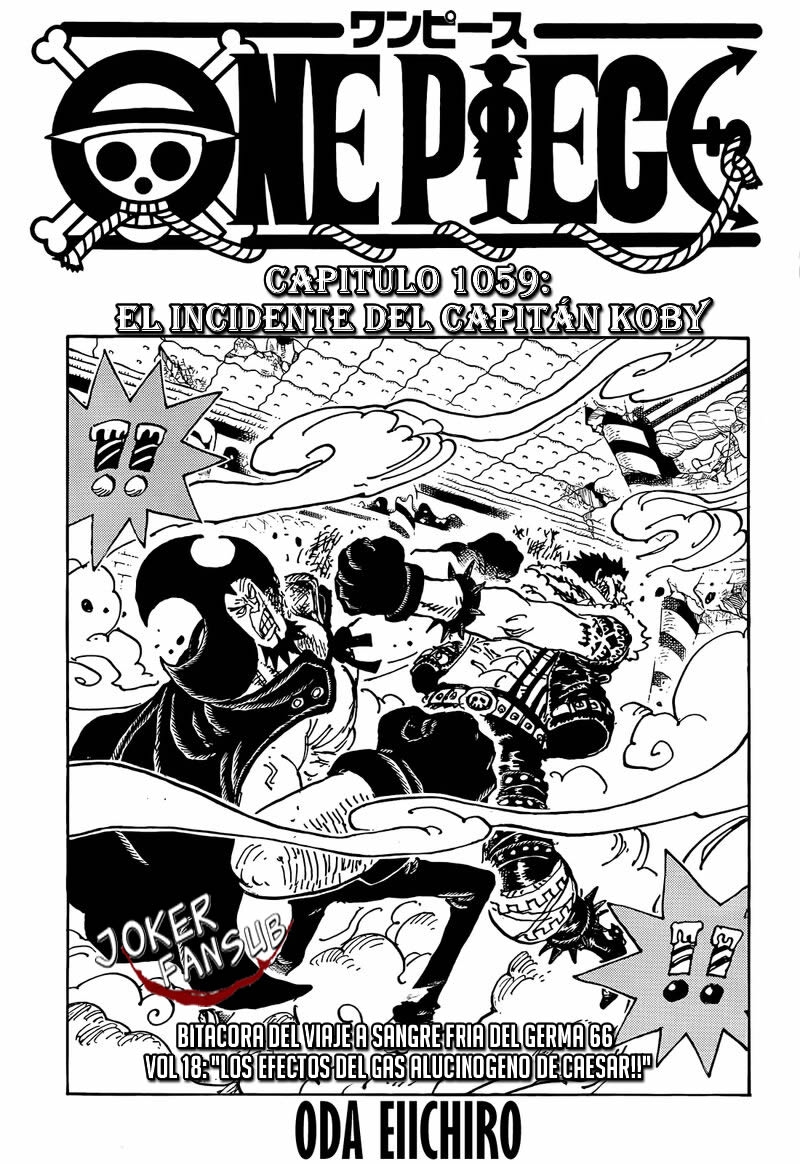 ワンピース
ONE PIECE
CAPITULO 1059:
EL INCIDENTE DEL CAPITÁN KOBY
!!
JOKER
FANSUB
!!
BITACORA DEL VIAJE A SANGRE FRIA DEL GERMA 66
VOL 18: "LOS EFECTOS DEL GAS ALUCINOGENO DE CAESAR!!"
ODA EIICHIRO